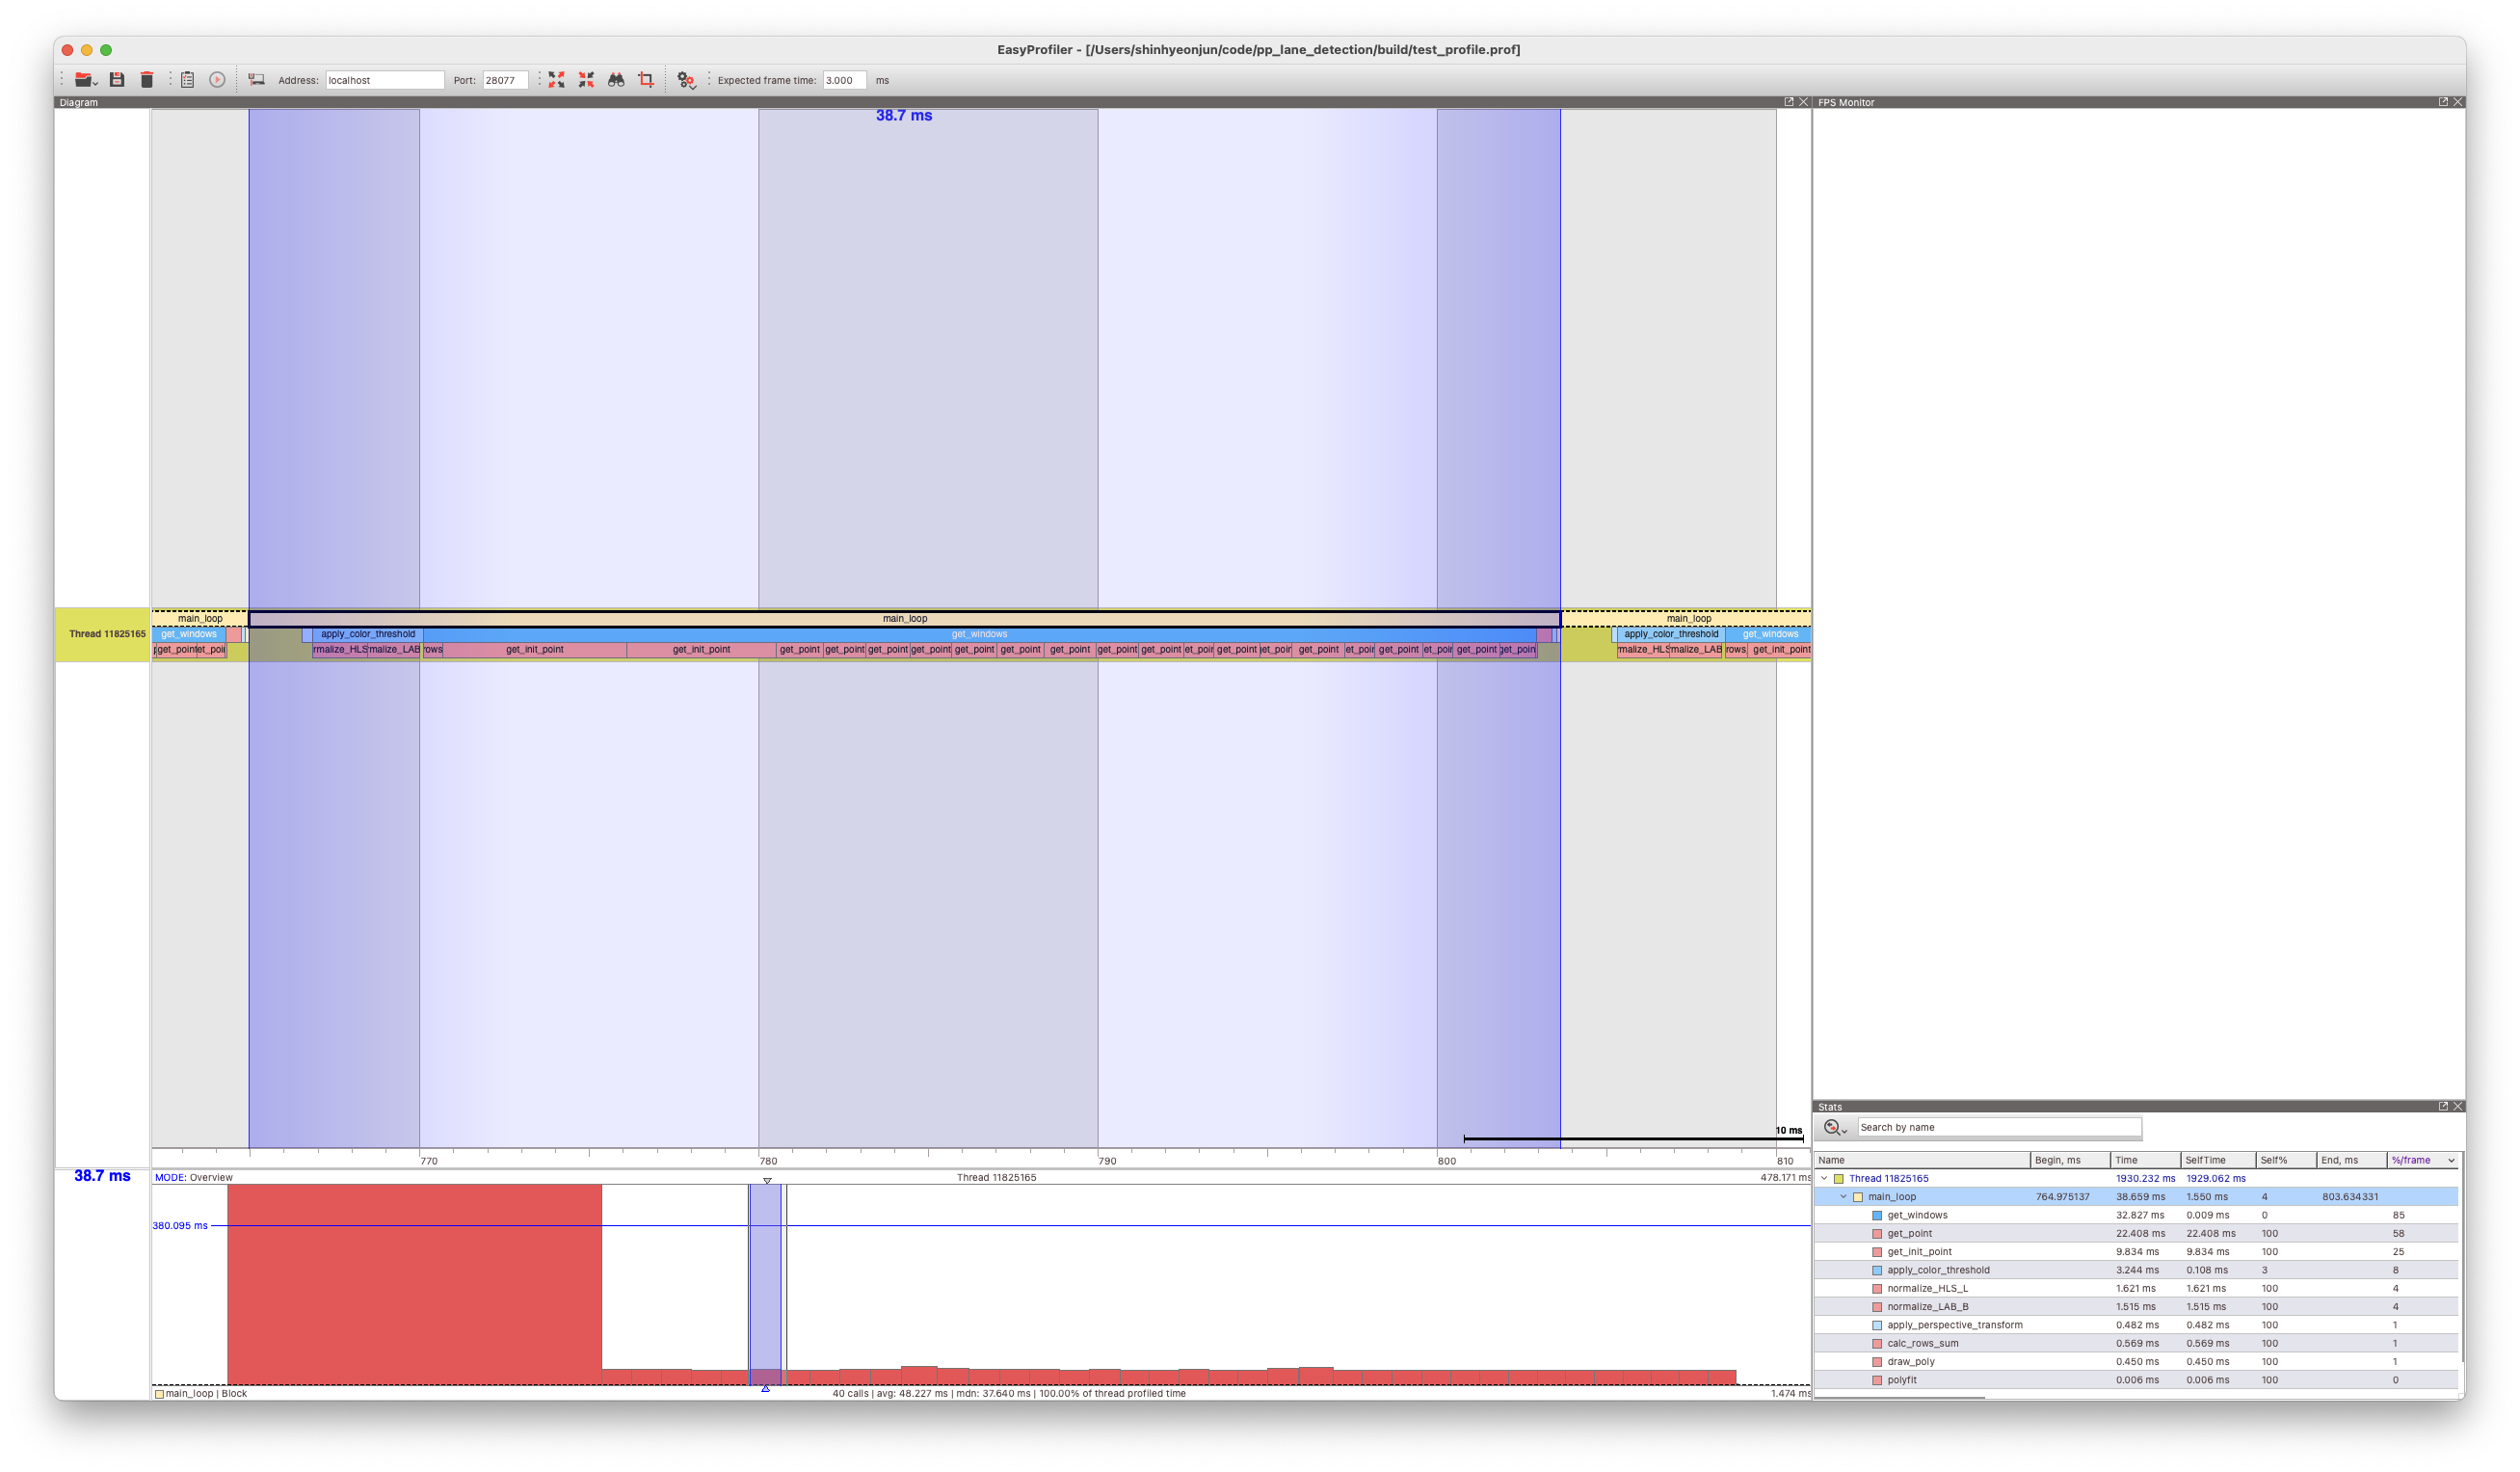 EasyProfiler - [/Users/shinhyeonjun/code/pp_lane_detection/build/test_profile.prof]
Address: localhost Port: 28077 Expected frame time: 3.000 ms
Diagram
FPS Monitor
38.7 ms
main_loop main_loop main_loop
Thread 11825165
get_windows apply_color_threshold get_windows apply_color_threshold get_windows
get_point et_poi rmalize_HLS malize_LAB rows get_init_point get_init_point get_point get_point get_point get_point get_point get_point get_point get_point get_point et_poir get_point et_poir get_point et_poir get_point et_poir get_point get_poin rmalize_HLS malize_LAB rows get_init_point
10 ms
770 780 790 800 810
38.7 ms
MODE: Overview Thread 11825165 478.171 ms
380.095 ms
main_loop | Block 40 calls | avg: 48.227 ms | mdn: 37.640 ms | 100.00% of thread profiled time 1.474 ms
Stats
Search by name
Name Begin, ms Time SelfTime Self% End, ms %/frame
Thread 11825165 1930.232 ms 1929.062 ms
main_loop 764.975137 38.659 ms 1.550 ms 4 803.634331
get_windows 32.827 ms 0.009 ms 0 85
get_point 22.408 ms 22.408 ms 100 58
get_init_point 9.834 ms 9.834 ms 100 25
apply_color_threshold 3.244 ms 0.108 ms 3 8
normalize_HLS_L 1.621 ms 1.621 ms 100 4
normalize_LAB_B 1.515 ms 1.515 ms 100 4
apply_perspective_transform 0.482 ms 0.482 ms 100 1
calc_rows_sum 0.569 ms 0.569 ms 100 1
draw_poly 0.450 ms 0.450 ms 100 1
polyfit 0.006 ms 0.006 ms 100 0